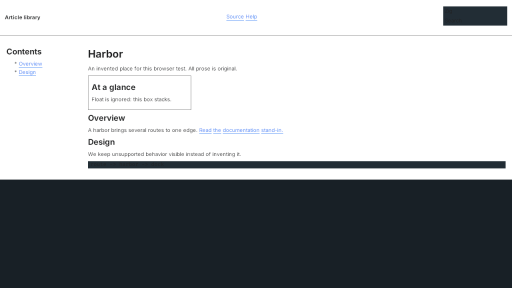 Article library
Source Help
Contents
* Overview
* Design
Harbor
An invented place for this browser test. All prose is original.
At a glance
Float is ignored: this box stacks.
Overview
A harbor brings several routes to one edge. Read the documentation stand-in.
Design
We keep unsupported behavior visible instead of inventing it.